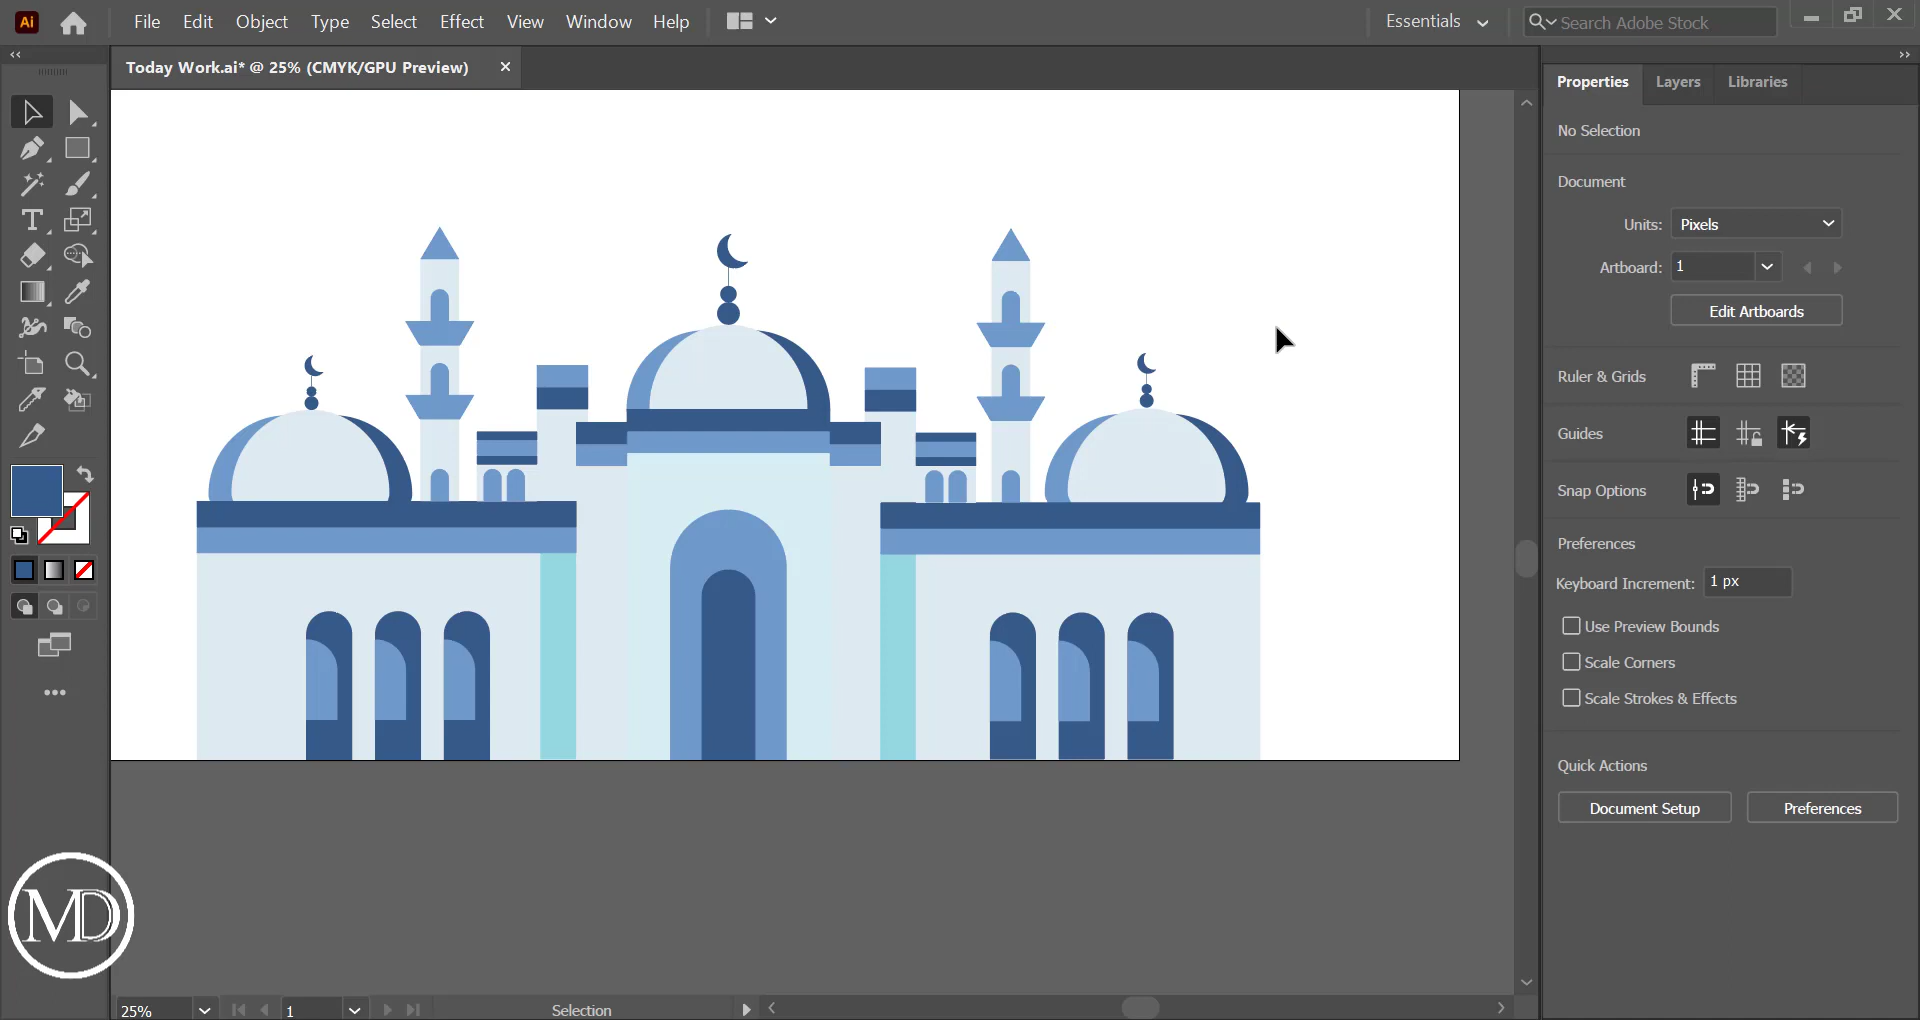 Ai File Edit Object Type Select Effect View Window Help Essentials Search Adobe Stock
Today Work.ai* @ 25% (CMYK/GPU Preview)
Properties Layers Libraries
No Selection
Document
Units: Pixels
Artboard: 1
Edit Artboards
Ruler & Grids
Guides
Snap Options
Preferences
Keyboard Increment: 1 px
Use Preview Bounds
Scale Corners
Scale Strokes & Effects
Quick Actions
Document Setup Preferences
MD
25% 1 Selection